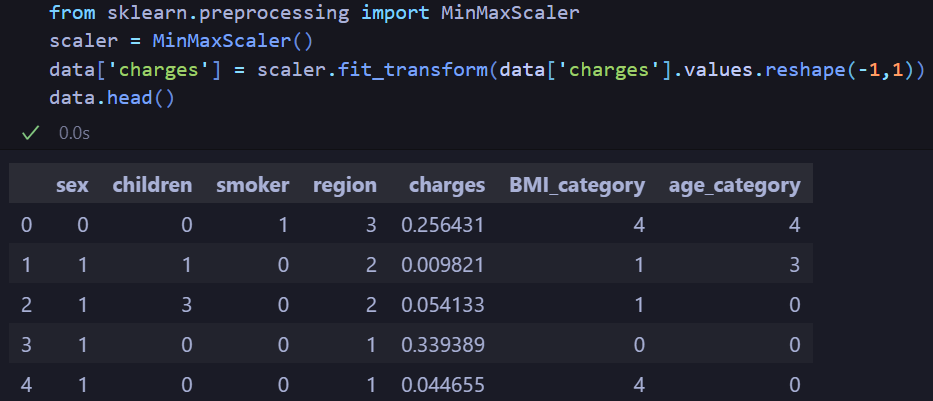 from sklearn.preprocessing import MinMaxScaler
scaler = MinMaxScaler()
data['charges'] = scaler.fit_transform(data['charges'].values.reshape(-1,1))
data.head()
0.0s
sex children smoker region charges BMI_category age_category
0 0 0 1 3 0.256431 4 4
1 1 1 0 2 0.009821 1 3
2 1 3 0 2 0.054133 1 0
3 1 0 0 1 0.339389 0 0
4 1 0 0 1 0.044655 4 0